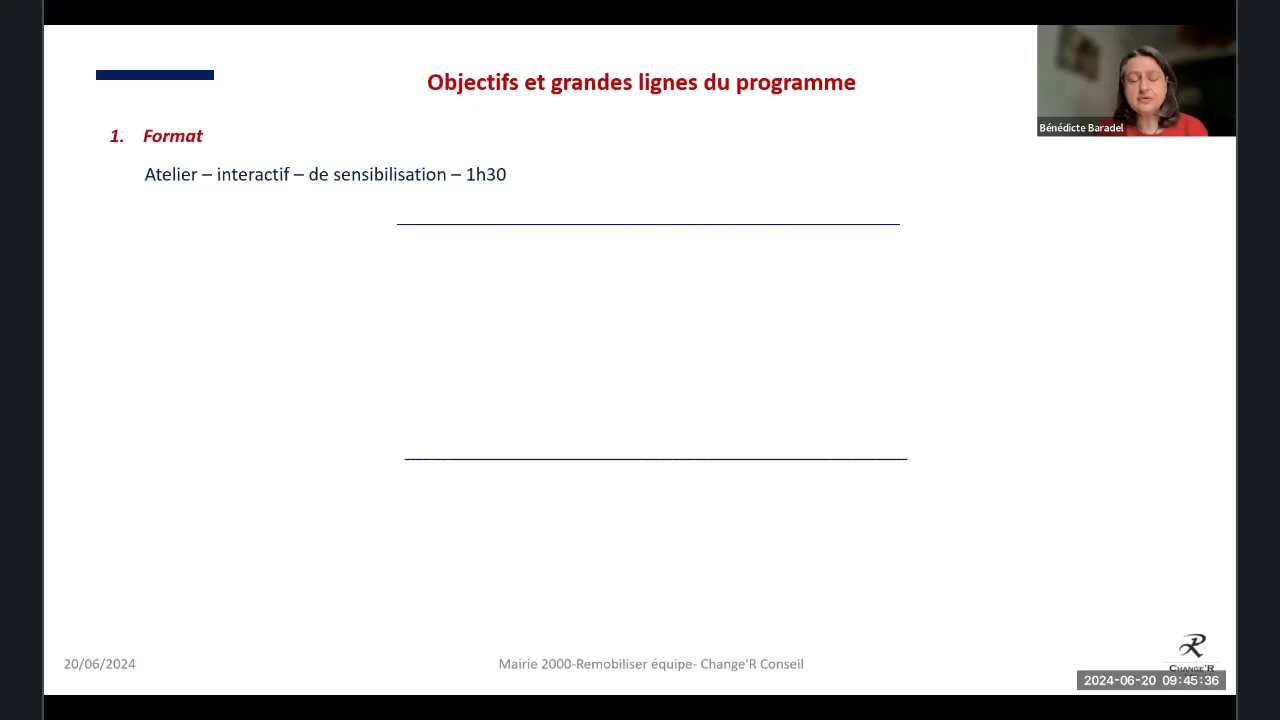 Objectifs et grandes lignes du programme
Bénédicte Baradel
1. Format
Atelier – interactif – de sensibilisation – 1h30
20/06/2024
Mairie 2000-Remobiliser équipe- Change'R Conseil
CHANGE'R
2024-06-20 09:45:36